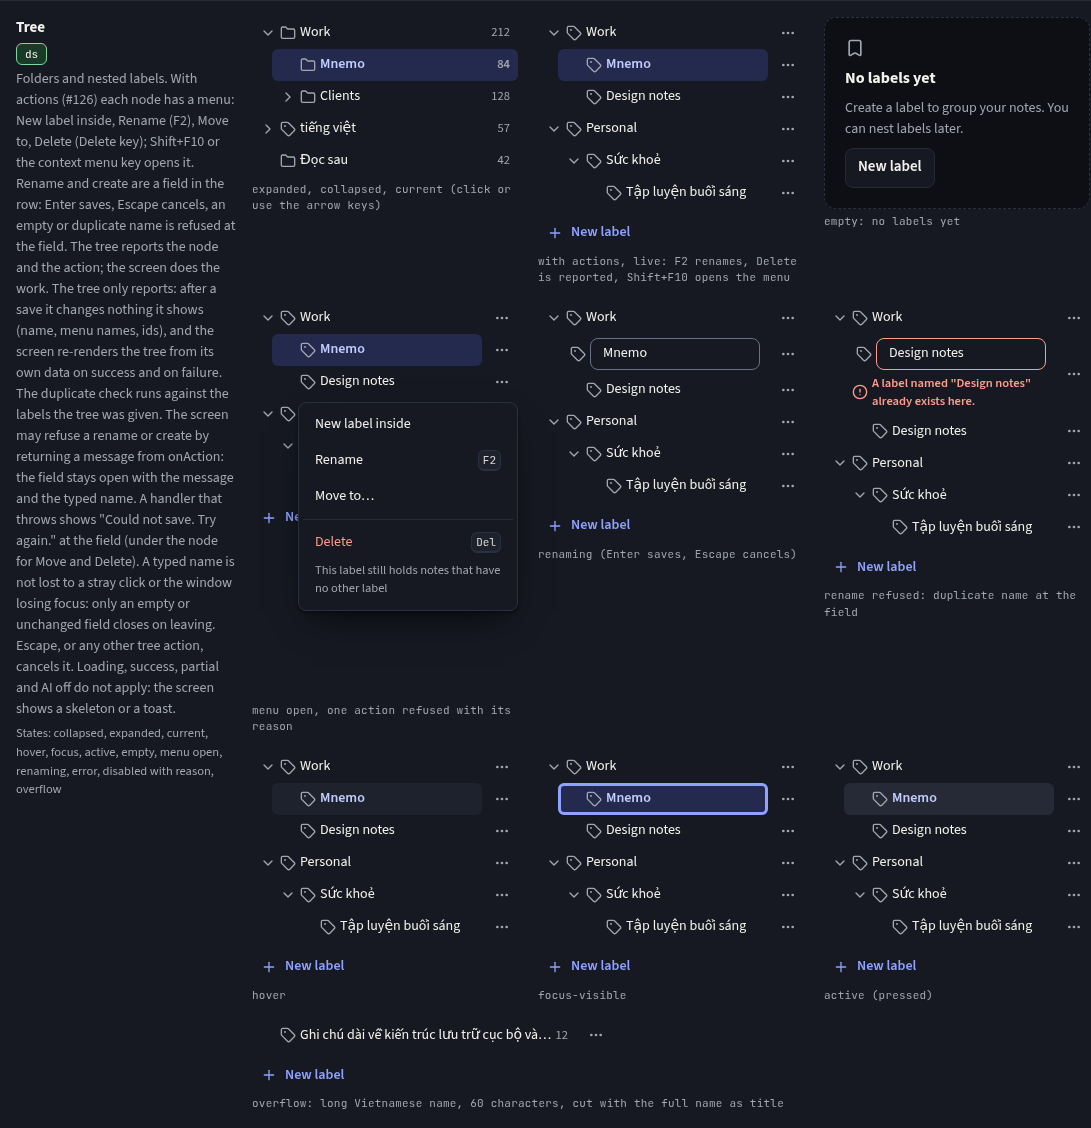 Tree
ds
Folders and nested labels. With
actions (#126) each node has a menu:
New label inside, Rename (F2), Move
to, Delete (Delete key); Shift+F10 or
the context menu key opens it.
Rename and create are a field in the
row: Enter saves, Escape cancels, an
empty or duplicate name is refused at
the field. The tree reports the node
and the action; the screen does the
work. The tree only reports: after a
save it changes nothing it shows
(name, menu names, ids), and the
screen re-renders the tree from its
own data on success and on failure.
The duplicate check runs against the
labels the tree was given. The screen
may refuse a rename or create by
returning a message from onAction:
the field stays open with the message
and the typed name. A handler that
throws shows "Could not save. Try
again." at the field (under the node
for Move and Delete). A typed name is
not lost to a stray click or the window
losing focus: only an empty or
unchanged field closes on leaving.
Escape, or any other tree action,
cancels it. Loading, success, partial
and AI off do not apply: the screen
shows a skeleton or a toast.
States: collapsed, expanded, current,
hover, focus, active, empty, menu open,
renaming, error, disabled with reason,
overflow
Work 212
Mnemo 84
Clients 128
tiếng việt 57
Đọc sau 42
expanded, collapsed, current (click or
use the arrow keys)
Work
Mnemo
Design notes
Personal
Sức khoẻ
Tập luyện buổi sáng
New label
with actions, live: F2 renames, Delete
is reported, Shift+F10 opens the menu
No labels yet
Create a label to group your notes. You
can nest labels later.
New label
empty: no labels yet
Work
Mnemo
Design notes
New label inside
Rename F2
Move to…
Ne
Delete Del
This label still holds notes that have
no other label
menu open, one action refused with its
reason
Work
Mnemo
Design notes
Personal
Sức khoẻ
Tập luyện buổi sáng
New label
renaming (Enter saves, Escape cancels)
Work
Design notes
A label named "Design notes"
already exists here.
Design notes
Personal
Sức khoẻ
Tập luyện buổi sáng
New label
rename refused: duplicate name at the
field
Work
Mnemo
Design notes
Personal
Sức khoẻ
Tập luyện buổi sáng
New label
hover
Work
Mnemo
Design notes
Personal
Sức khoẻ
Tập luyện buổi sáng
New label
focus-visible
Work
Mnemo
Design notes
Personal
Sức khoẻ
Tập luyện buổi sáng
New label
active (pressed)
Ghi chú dài về kiến trúc lưu trữ cục bộ và… 12
New label
overflow: long Vietnamese name, 60 characters, cut with the full name as title